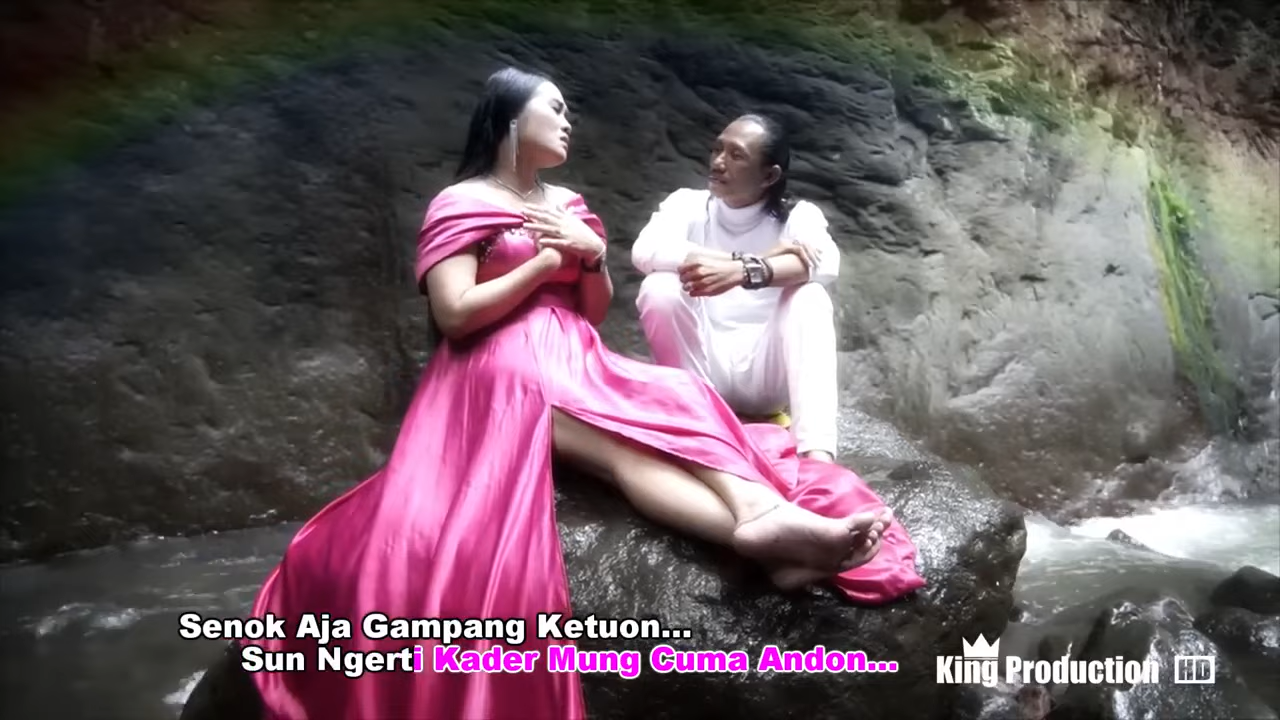 Senok Aja Gampang Ketuon...
Sun Ngerti Kader Mung Cuma Andon...
King Production HD